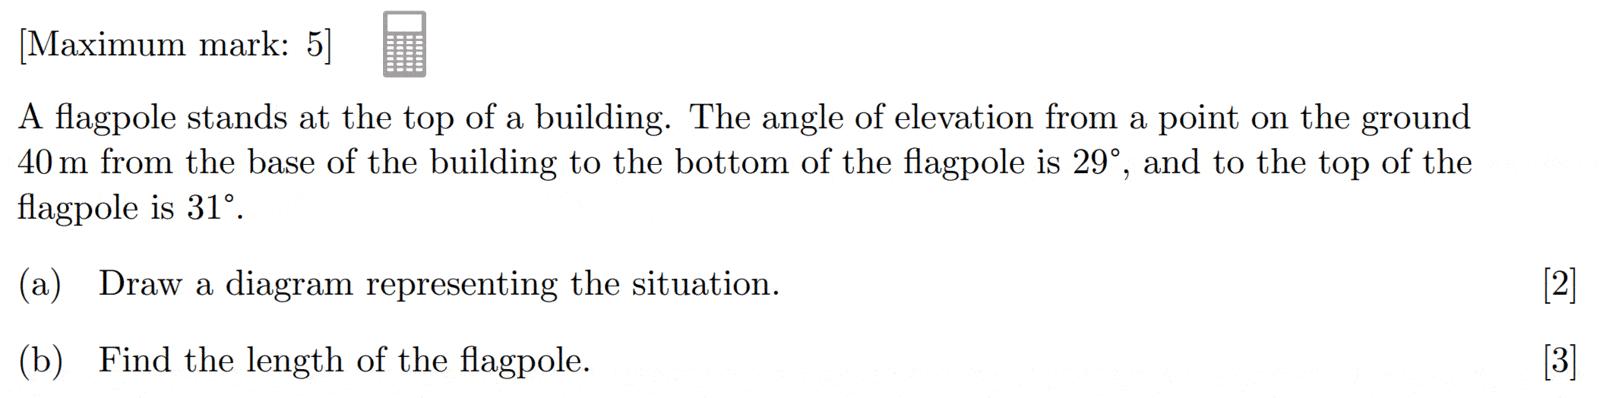 [Maximum mark: 5]
A flagpole stands at the top of a building. The angle of elevation from a point on the ground
40 m from the base of the building to the bottom of the flagpole is 29°, and to the top of the
flagpole is 31°.
(a) Draw a diagram representing the situation. [2]
(b) Find the length of the flagpole. [3]